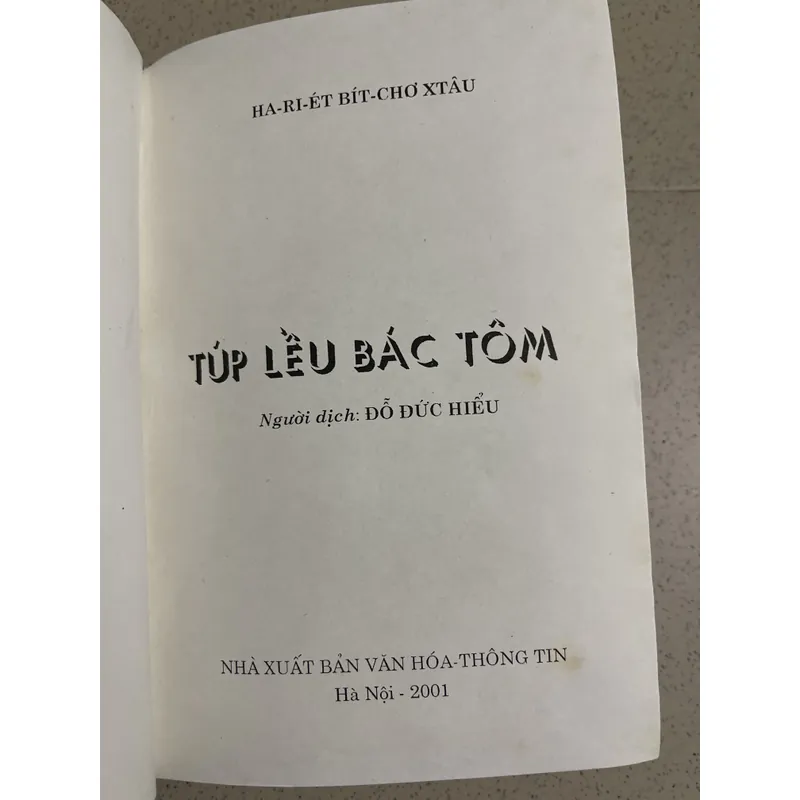 HA-RI-ÉT BÍT-CHƠ XTÂU
TÚP LỀU BÁC TÔM
Người dịch: ĐỖ ĐỨC HIỂU
NHÀ XUẤT BẢN VĂN HÓA-THÔNG TIN
Hà Nội - 2001